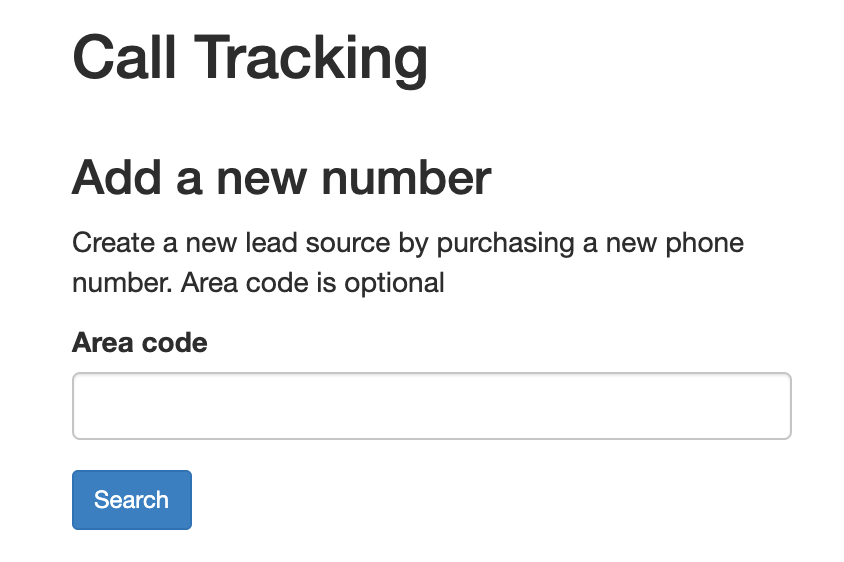 Call Tracking
Add a new number
Create a new lead source by purchasing a new phone
number. Area code is optional
Area code
Search